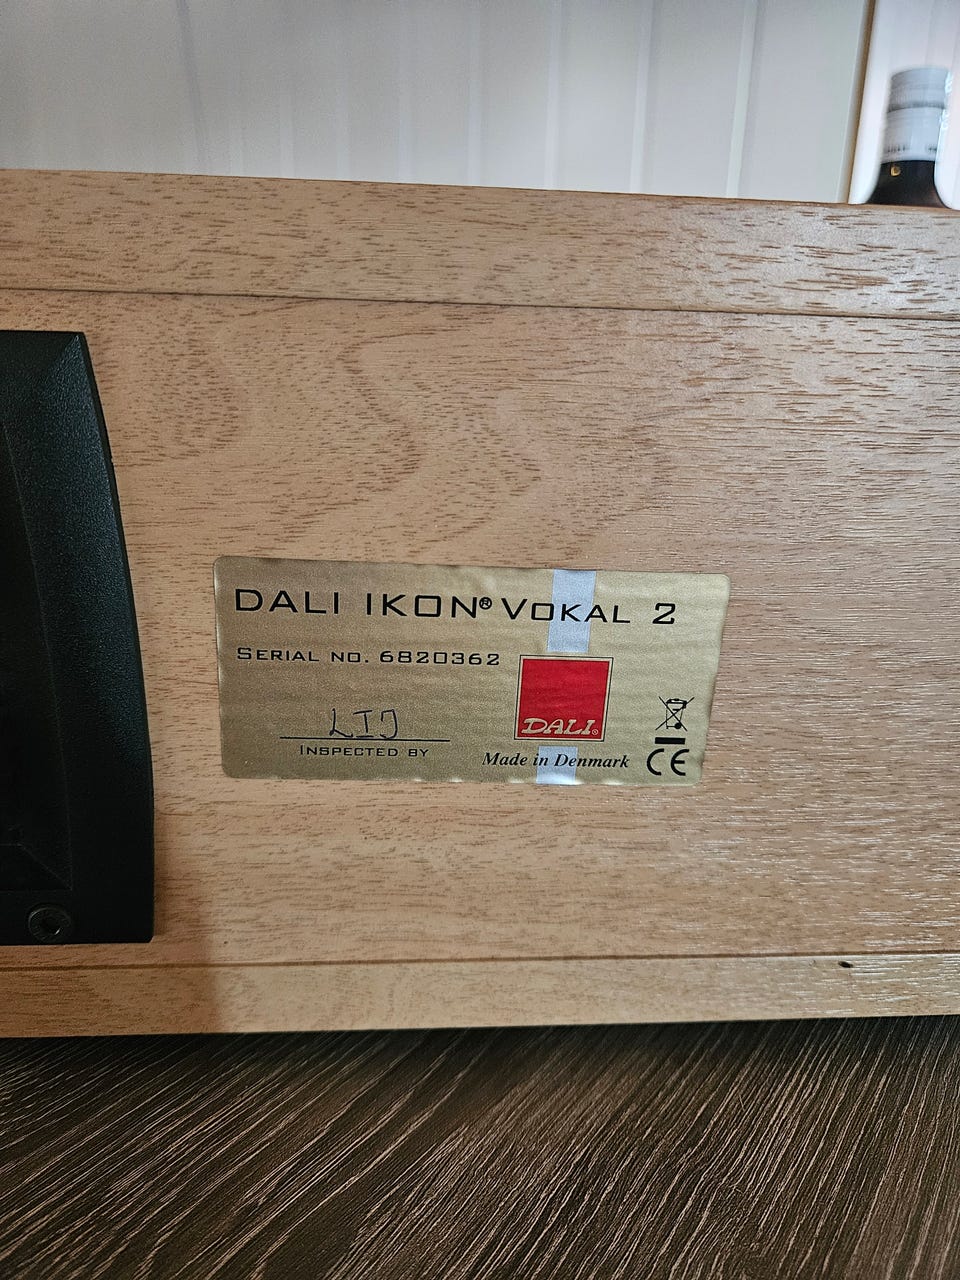 DALI IKON® VOKAL 2
SERIAL NO. 6820362
DALI®
LIJ
INSPECTED BY
Made in Denmark
CE